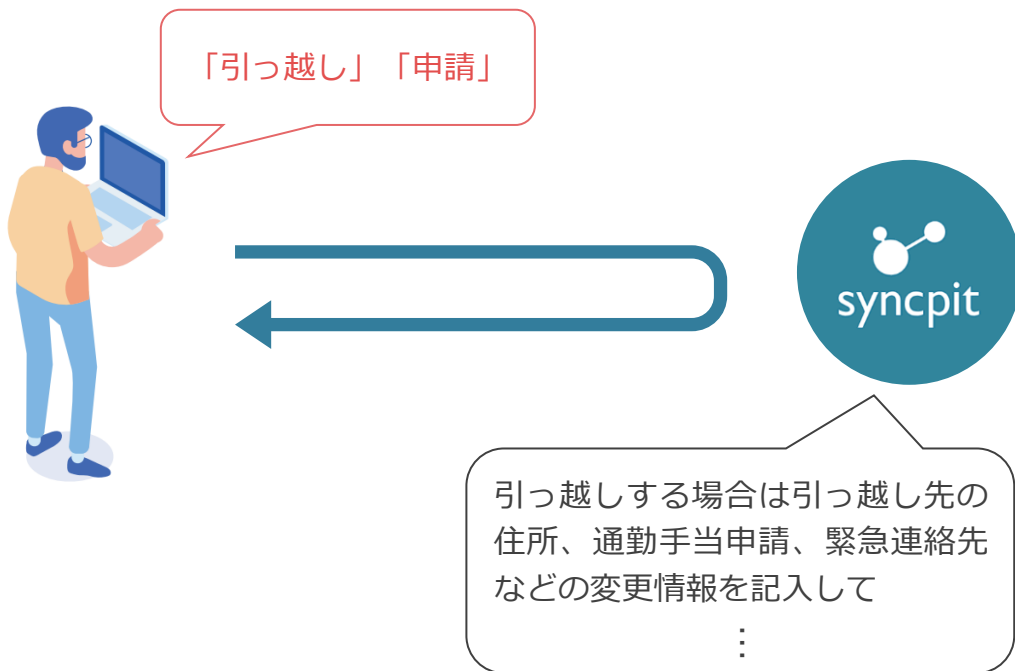 「引っ越し」「申請」
syncpit
引っ越しする場合は引っ越し先の
住所、通勤手当申請、緊急連絡先
などの変更情報を記入して
⋮